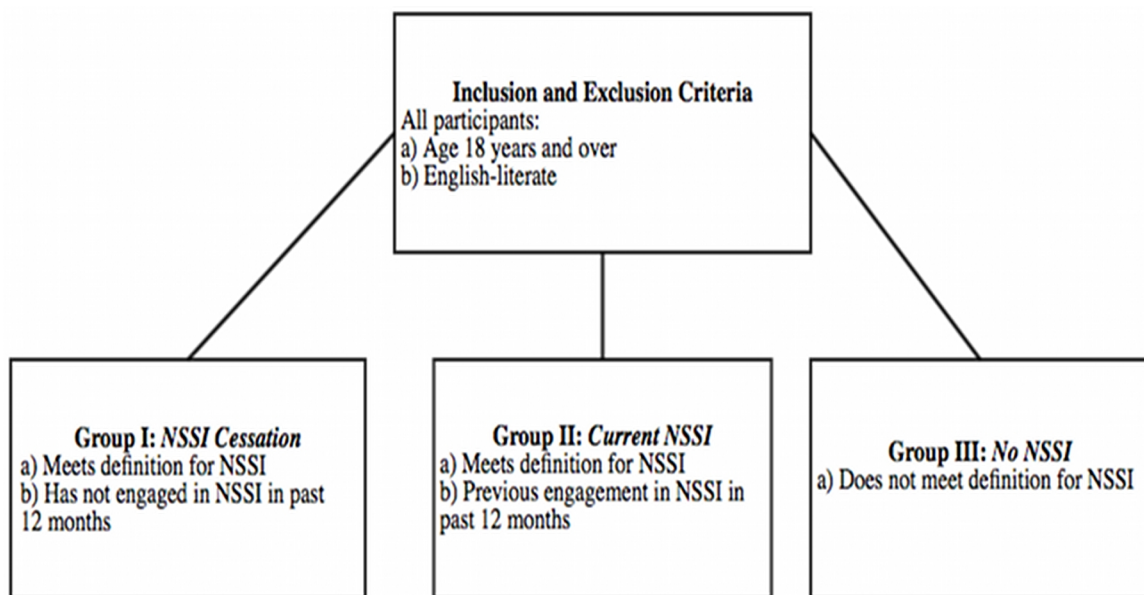 Inclusion and Exclusion Criteria
All participants:
a) Age 18 years and over
b) English-literate
Group I: NSSI Cessation
a) Meets definition for NSSI
b) Has not engaged in NSSI in past
12 months
Group II: Current NSSI
a) Meets definition for NSSI
b) Previous engagement in NSSI in
past 12 months
Group III: No NSSI
a) Does not meet definition for NSSI